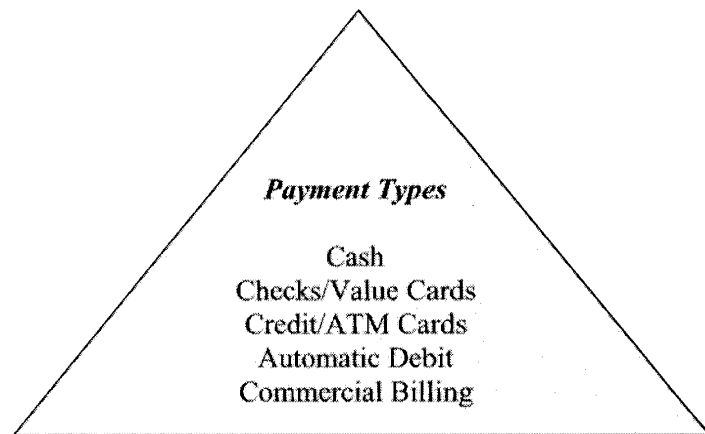 Payment Types
Cash
Checks/Value Cards
Credit/ATM Cards
Automatic Debit
Commercial Billing